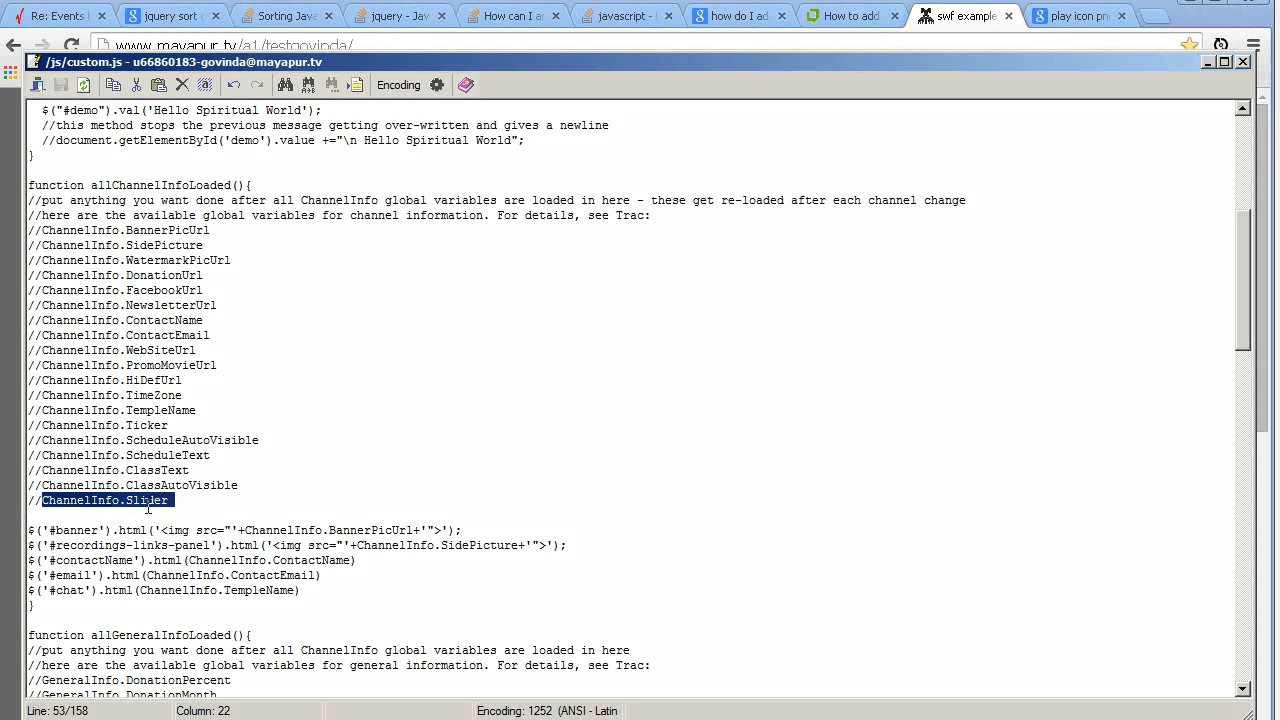 Re: Events
jquery sort
Sorting Java
jquery - Jav
How can I a
javascript -
how do I ad
How to add
swf example
play icon pn
www.mayapur.tv/a1/testgovinda/
/js/custom.js - u66860183-govinda@mayapur.tv
Encoding
$("#demo").val('Hello Spiritual World');
//this method stops the previous message getting over-written and gives a newline
//document.getElementById('demo').value +="\n Hello Spiritual World";
}
function allChannelInfoLoaded(){
//put anything you want done after all ChannelInfo global variables are loaded in here - these get re-loaded after each channel change
//here are the available global variables for channel information. For details, see Trac:
//ChannelInfo.BannerPicUrl
//ChannelInfo.SidePicture
//ChannelInfo.WatermarkPicUrl
//ChannelInfo.DonationUrl
//ChannelInfo.FacebookUrl
//ChannelInfo.NewsletterUrl
//ChannelInfo.ContactName
//ChannelInfo.ContactEmail
//ChannelInfo.WebSiteUrl
//ChannelInfo.PromoMovieUrl
//ChannelInfo.HiDefUrl
//ChannelInfo.TimeZone
//ChannelInfo.TempleName
//ChannelInfo.Ticker
//ChannelInfo.ScheduleAutoVisible
//ChannelInfo.ScheduleText
//ChannelInfo.ClassText
//ChannelInfo.ClassAutoVisible
//ChannelInfo.Slider
$('#banner').html('<img src="'+ChannelInfo.BannerPicUrl+'">');
$('#recordings-links-panel').html('<img src="'+ChannelInfo.SidePicture+'">');
$('#contactName').html(ChannelInfo.ContactName)
$('#email').html(ChannelInfo.ContactEmail)
$('#chat').html(ChannelInfo.TempleName)
}
function allGeneralInfoLoaded(){
//put anything you want done after all ChannelInfo global variables are loaded in here
//here are the available global variables for general information. For details, see Trac:
//GeneralInfo.DonationPercent
//GeneralInfo.DonationMonth
Line: 53/158
Column: 22
Encoding: 1252 (ANSI - Latin